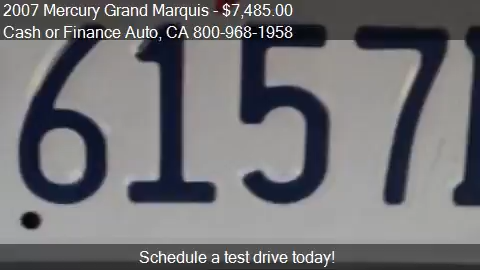 2007 Mercury Grand Marquis - $7,485.00
Cash or Finance Auto, CA 800-968-1958
6157
Schedule a test drive today!